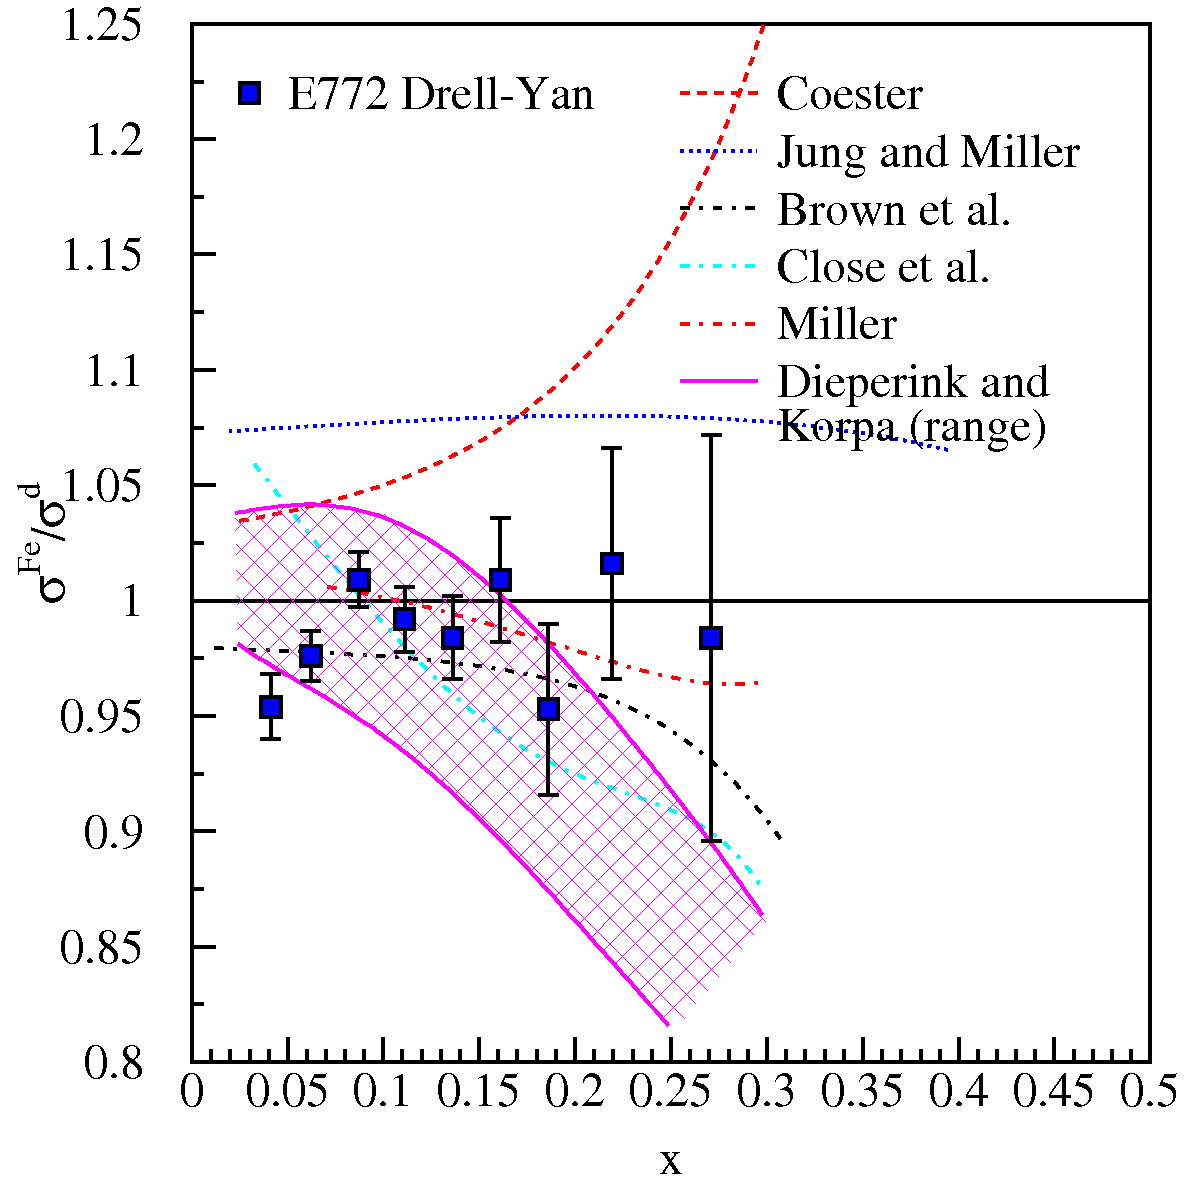 1.25
1.2
1.15
1.1
1.05
1
0.95
0.9
0.85
0.8
σFe/σd
E772 Drell-Yan
Coester
Jung and Miller
Brown et al.
Close et al.
Miller
Dieperink and
Korpa (range)
0 0.05 0.1 0.15 0.2 0.25 0.3 0.35 0.4 0.45 0.5
x